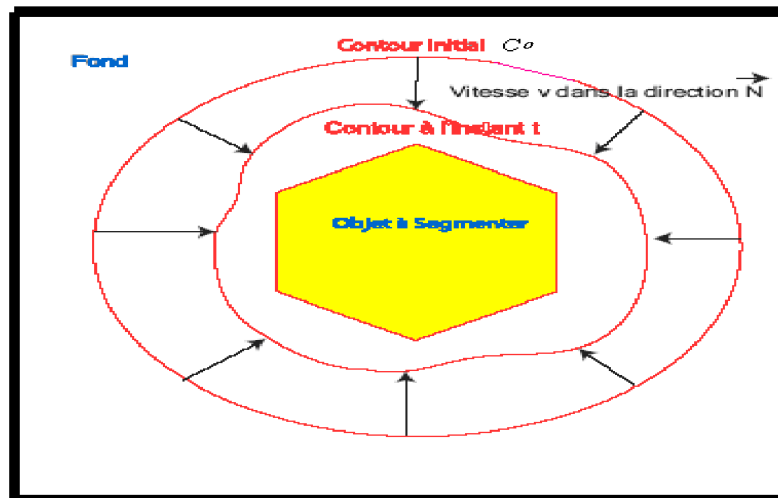 Contour Initial C₀
Fond
Vitesse v dans la direction N⃗
Contour à l'instant t
Objet à Segmenter